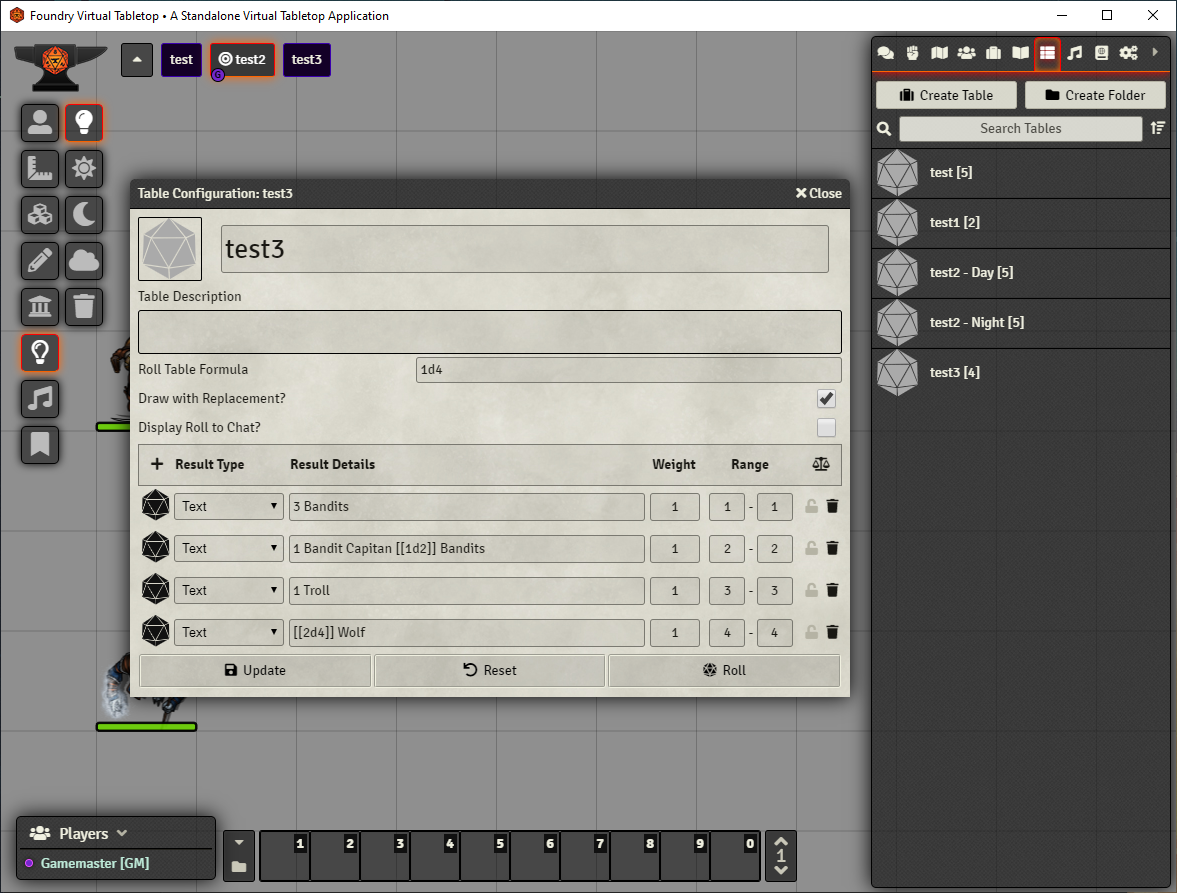 Foundry Virtual Tabletop • A Standalone Virtual Tabletop Application
test
test2
test3
G
Create Table
Create Folder
Search Tables
test [5]
test1 [2]
test2 - Day [5]
test2 - Night [5]
test3 [4]
Table Configuration: test3
Close
test3
Table Description
Roll Table Formula
1d4
Draw with Replacement?
Display Roll to Chat?
Result Type Result Details Weight Range
Text 3 Bandits 1 1 - 1
Text 1 Bandit Capitan [[1d2]] Bandits 1 2 - 2
Text 1 Troll 1 3 - 3
Text [[2d4]] Wolf 1 4 - 4
Update Reset Roll
Players
Gamemaster [GM]
1 2 3 4 5 6 7 8 9 0
1